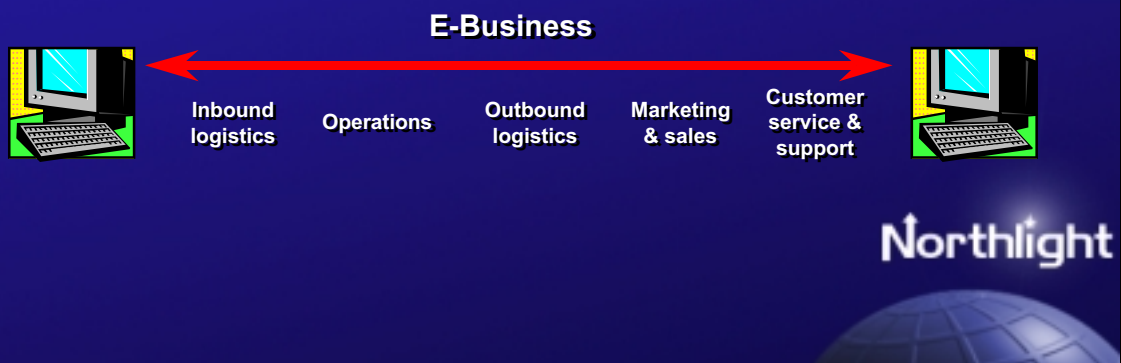 E-Business
Inbound
logistics
Operations
Outbound
logistics
Marketing
& sales
Customer
service &
support
Northlight